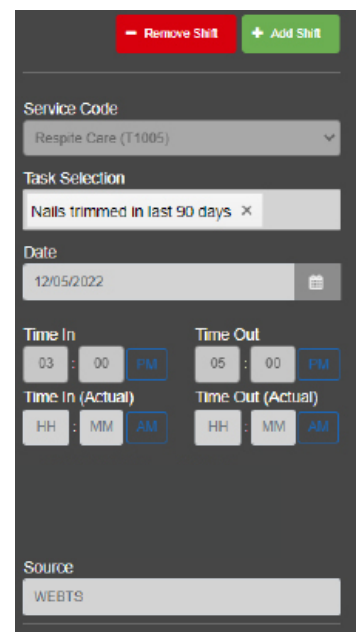 − Remove Shift + Add Shift
Service Code
Respite Care (T1005)
Task Selection
Nails trimmed in last 90 days ×
Date
12/05/2022
Time In Time Out
03 : 00 PM 05 : 00 PM
Time In (Actual) Time Out (Actual)
HH : MM AM HH : MM AM
Source
WEBTS